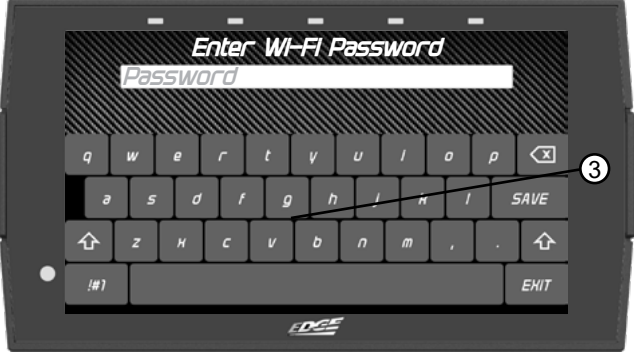 Enter WI-FI Password
Password
q w e r t y u i o p
3
a s d f g h j k l SAVE
z x c v b n m , .
!#1 EXIT
EDGE